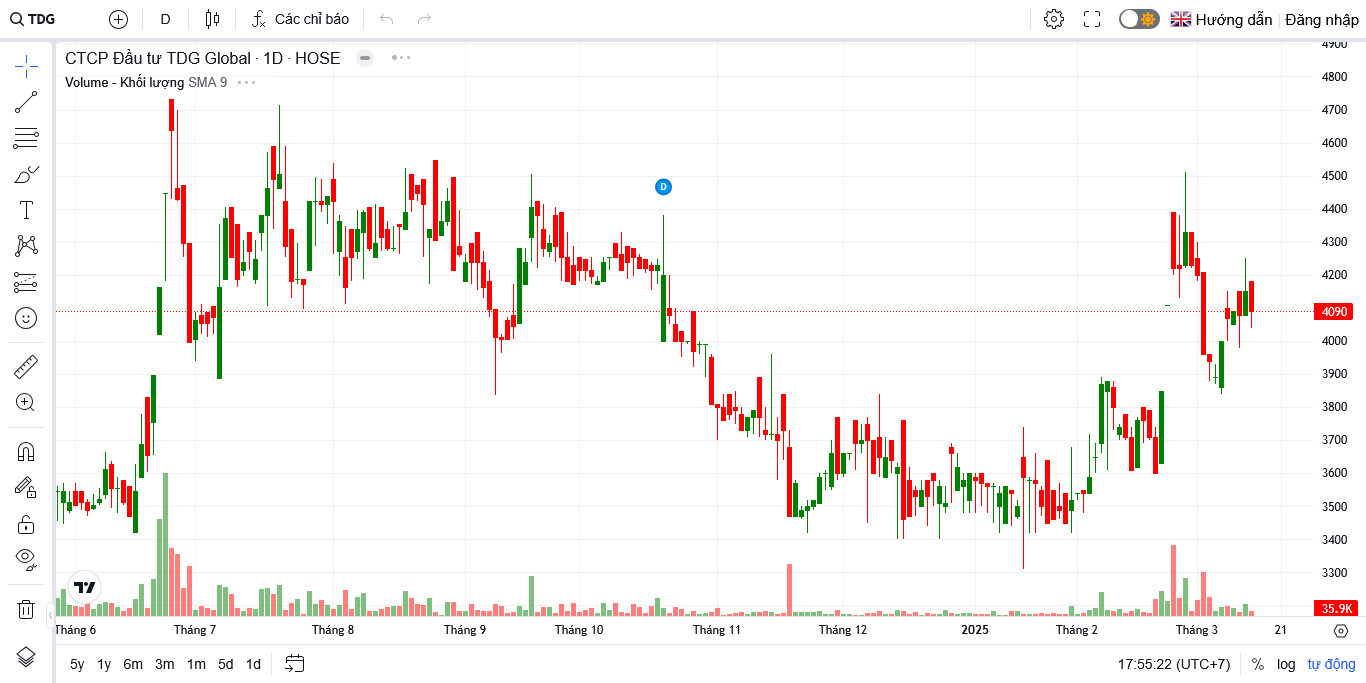 TDG D Các chỉ báo Hướng dẫn Đăng nhập
CTCP Đầu tư TDG Global · 1D · HOSE
Volume - Khối lượng SMA 9
D
4900
4800
4700
4600
4500
4400
4300
4200
4090
4000
3900
3800
3700
3600
3500
3400
3300
35.9K
Tháng 6 Tháng 7 Tháng 8 Tháng 9 Tháng 10 Tháng 11 Tháng 12 2025 Tháng 2 Tháng 3 21
5y 1y 6m 3m 1m 5d 1d 17:55:22 (UTC+7) % log tự động